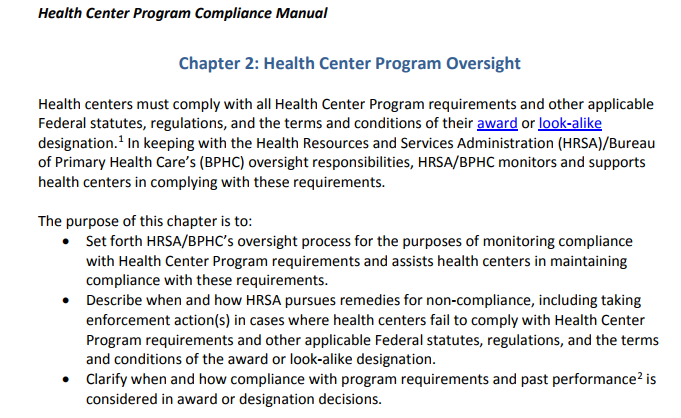 Health Center Program Compliance Manual
Chapter 2: Health Center Program Oversight
Health centers must comply with all Health Center Program requirements and other applicable
Federal statutes, regulations, and the terms and conditions of their award or look-alike
designation.1 In keeping with the Health Resources and Services Administration (HRSA)/Bureau
of Primary Health Care’s (BPHC) oversight responsibilities, HRSA/BPHC monitors and supports
health centers in complying with these requirements.
The purpose of this chapter is to:
• Set forth HRSA/BPHC’s oversight process for the purposes of monitoring compliance
with Health Center Program requirements and assists health centers in maintaining
compliance with these requirements.
• Describe when and how HRSA pursues remedies for non-compliance, including taking
enforcement action(s) in cases where health centers fail to comply with Health Center
Program requirements and other applicable Federal statutes, regulations, and the terms
and conditions of the award or look-alike designation.
• Clarify when and how compliance with program requirements and past performance2 is
considered in award or designation decisions.